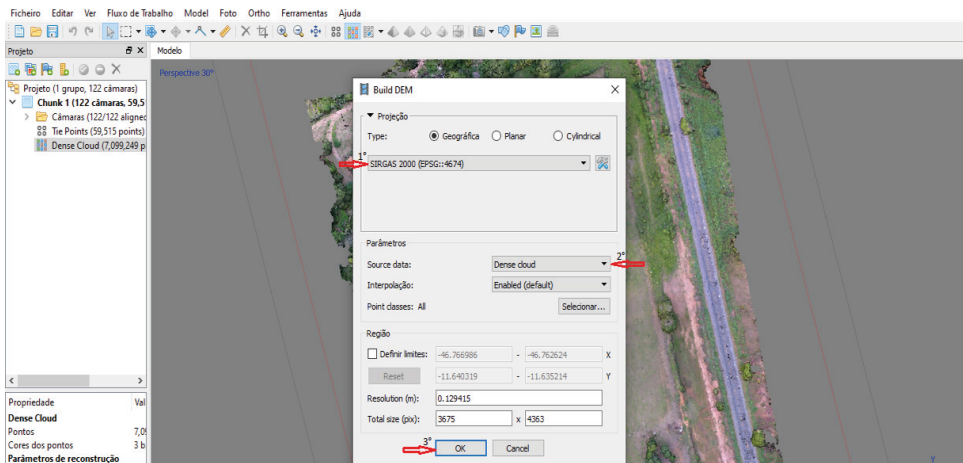 Ficheiro Editar Ver Fluxo de Trabalho Model Foto Ortho Ferramentas Ajuda
Projeto
Modelo
Perspective 30°
Projeto (1 grupo, 122 câmaras)
Chunk 1 (122 câmaras, 59,5
Câmaras (122/122 aligned
Tie Points (59,515 points)
Dense Cloud (7,099,249 p
Propriedade Val
Dense Cloud
Pontos 7,09
Cores dos pontos 3 b
Parâmetros de reconstrução
Build DEM
Projeção
Type: Geográfica Planar Cylindrical
1°
SIRGAS 2000 (EPSG::4674)
Parâmetros
2°
Source data: Dense cloud
Interpolação: Enabled (default)
Point classes: All Selecionar...
Região
Definir limites: -46.766986 - -46.762624 X
Reset -11.640319 - -11.635214 Y
Resolution (m): 0.129415
Total size (pix): 3675 x 4363
3°
OK Cancel
Y